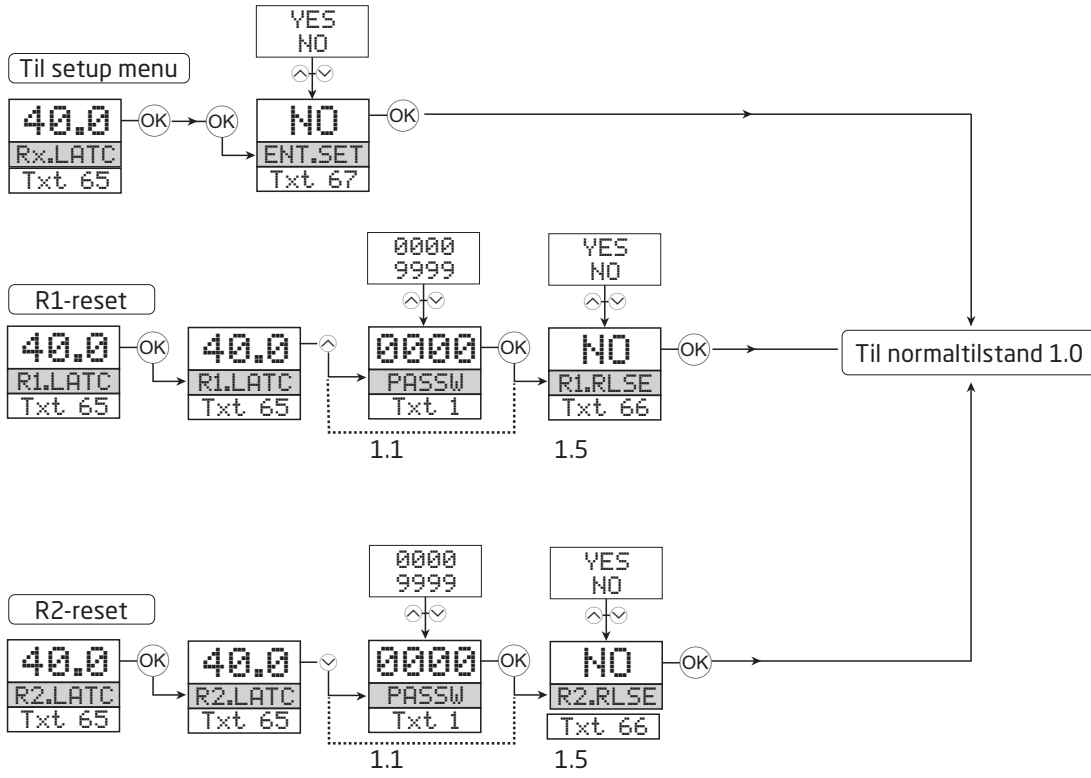 YES
NO
Til setup menu
40.0
OK
OK
NO
OK
Rx.LATC
ENT.SET
Txt 65
Txt 67
0000
9999
YES
NO
R1-reset
40.0
OK
40.0
0000
OK
NO
OK
Til normaltilstand 1.0
R1.LATC
R1.LATC
PASSW
R1.RLSE
Txt 65
Txt 65
Txt 1
Txt 66
1.1
1.5
0000
9999
YES
NO
R2-reset
40.0
OK
40.0
0000
OK
NO
OK
R2.LATC
R2.LATC
PASSW
R2.RLSE
Txt 65
Txt 65
Txt 1
Txt 66
1.1
1.5